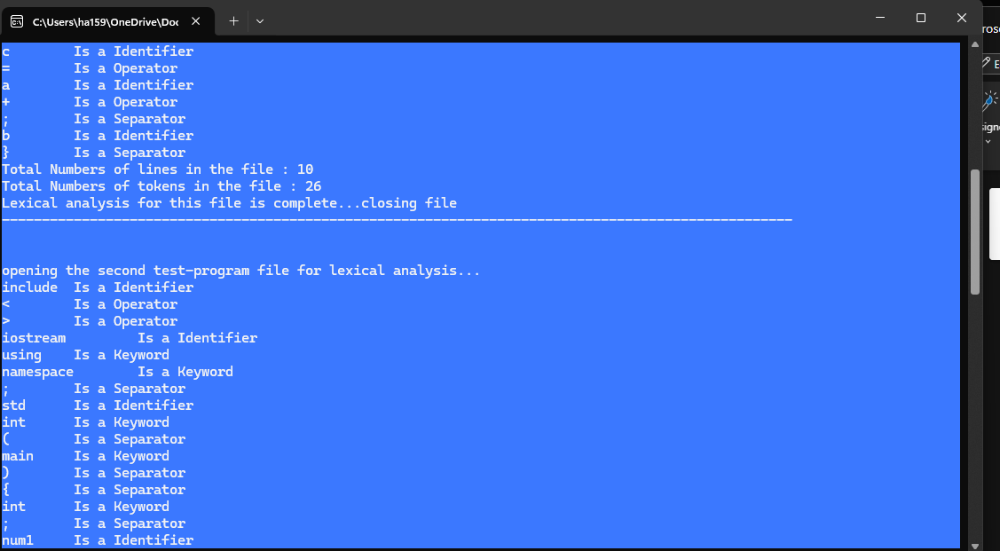 C:\Users\ha159\OneDrive\Doc
c Is a Identifier
= Is a Operator
a Is a Identifier
+ Is a Operator
; Is a Separator
b Is a Identifier
} Is a Separator
Total Numbers of lines in the file : 10
Total Numbers of tokens in the file : 26
Lexical analysis for this file is complete...closing file
---------------------------------------------------------------------------------------------------
opening the second test-program file for lexical analysis...
include Is a Identifier
< Is a Operator
> Is a Operator
iostream Is a Identifier
using Is a Keyword
namespace Is a Keyword
; Is a Separator
std Is a Identifier
int Is a Keyword
( Is a Separator
main Is a Keyword
) Is a Separator
{ Is a Separator
int Is a Keyword
; Is a Separator
num1 Is a Identifier